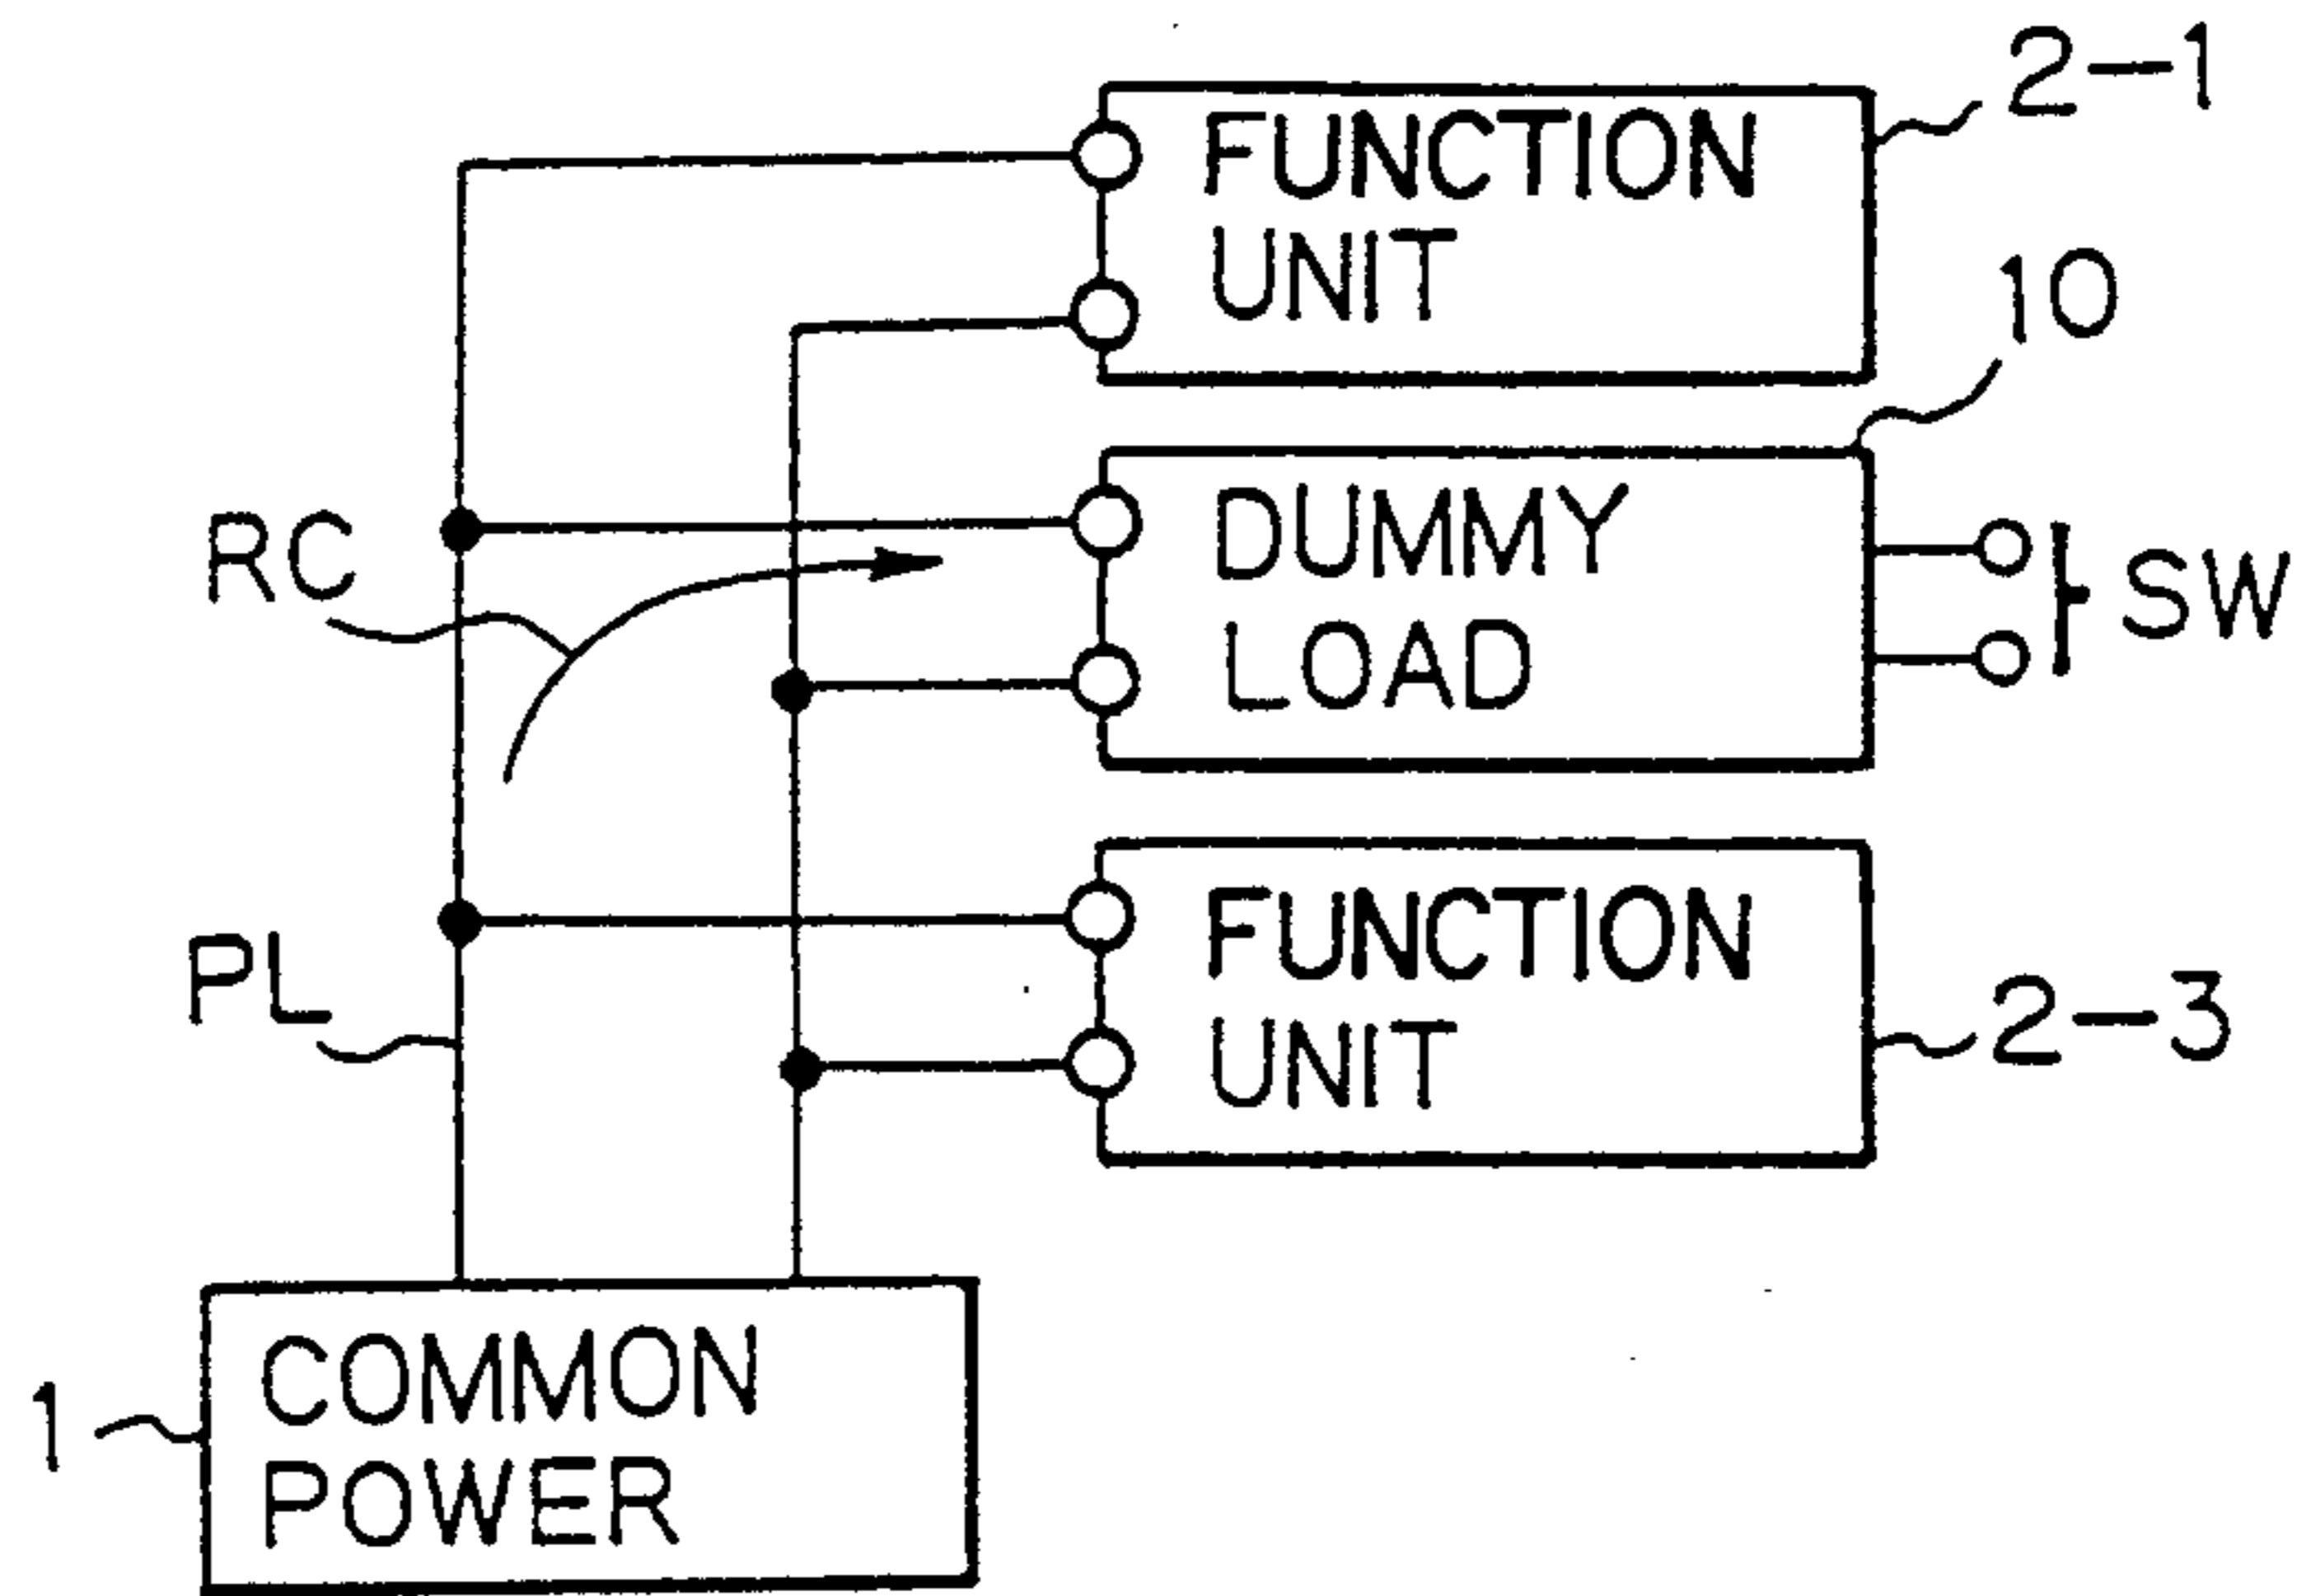 2-1
FUNCTION
UNIT
10
RC
DUMMY
LOAD
SW
PL
FUNCTION
UNIT
2-3
1
COMMON
POWER